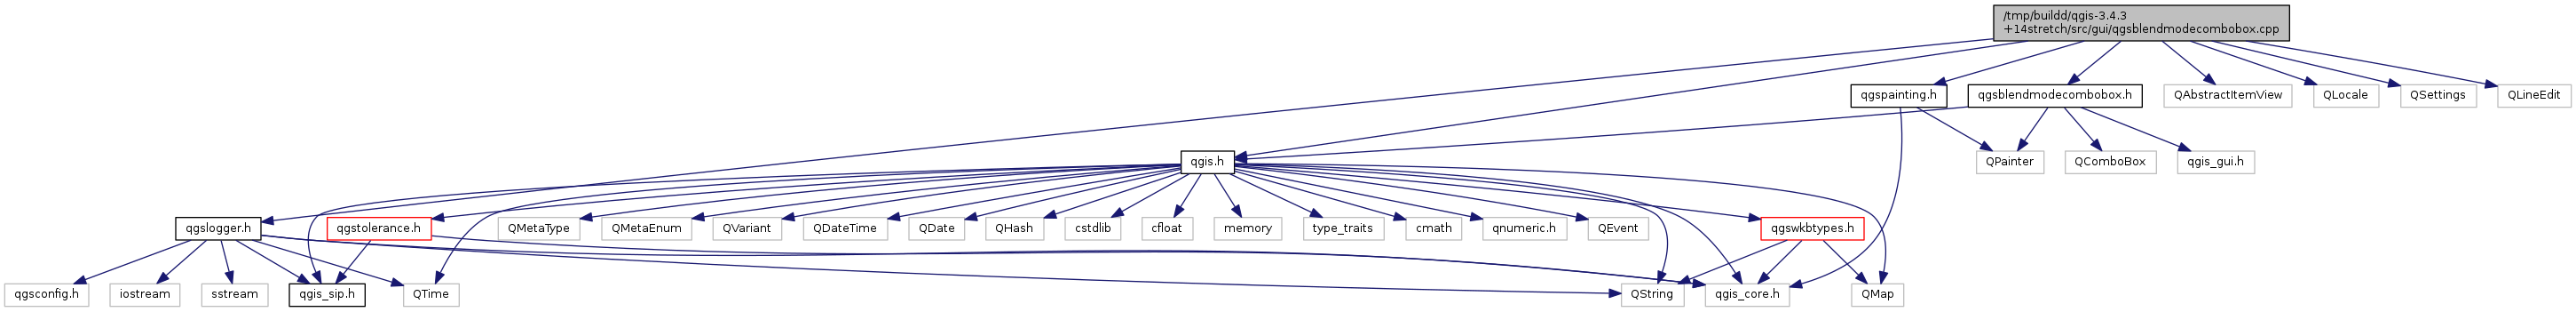 /tmp/buildd/qgis-3.4.3
+14stretch/src/gui/qgsblendmodecombobox.cpp
qgspainting.h
qgsblendmodecombobox.h
QAbstractItemView
QLocale
QSettings
QLineEdit
qgis.h
QPainter
QComboBox
qgis_gui.h
qgslogger.h
qgstolerance.h
QMetaType
QMetaEnum
QVariant
QDateTime
QDate
QHash
cstdlib
cfloat
memory
type_traits
cmath
qnumeric.h
QEvent
qgswkbtypes.h
qgsconfig.h
iostream
sstream
qgis_sip.h
QTime
QString
qgis_core.h
QMap